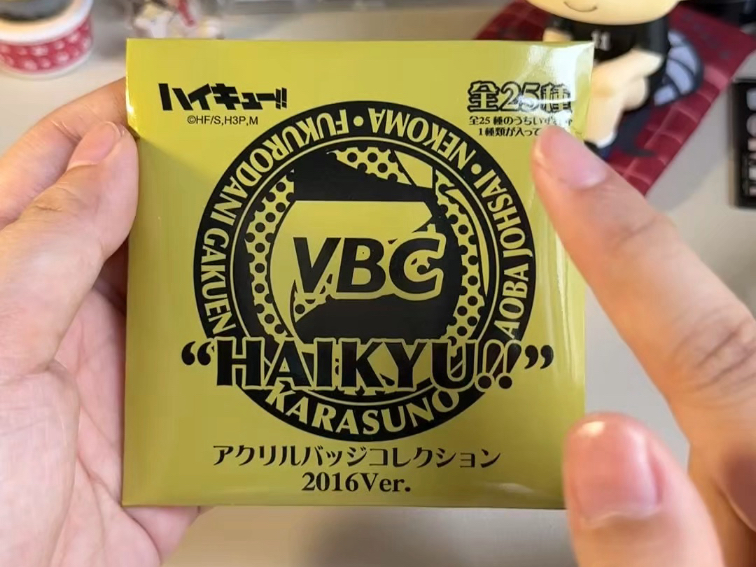 ハイキュー!!
©HF/S,H3P,M
全25種
全25種のうちい
1種類が入って
FUKURODANI GAKUEN • NEKOMA • AOBA JOHSAI • KARASUNO
VBC
“HAIKYU!!”
アクリルバッジコレクション
2016Ver.
11